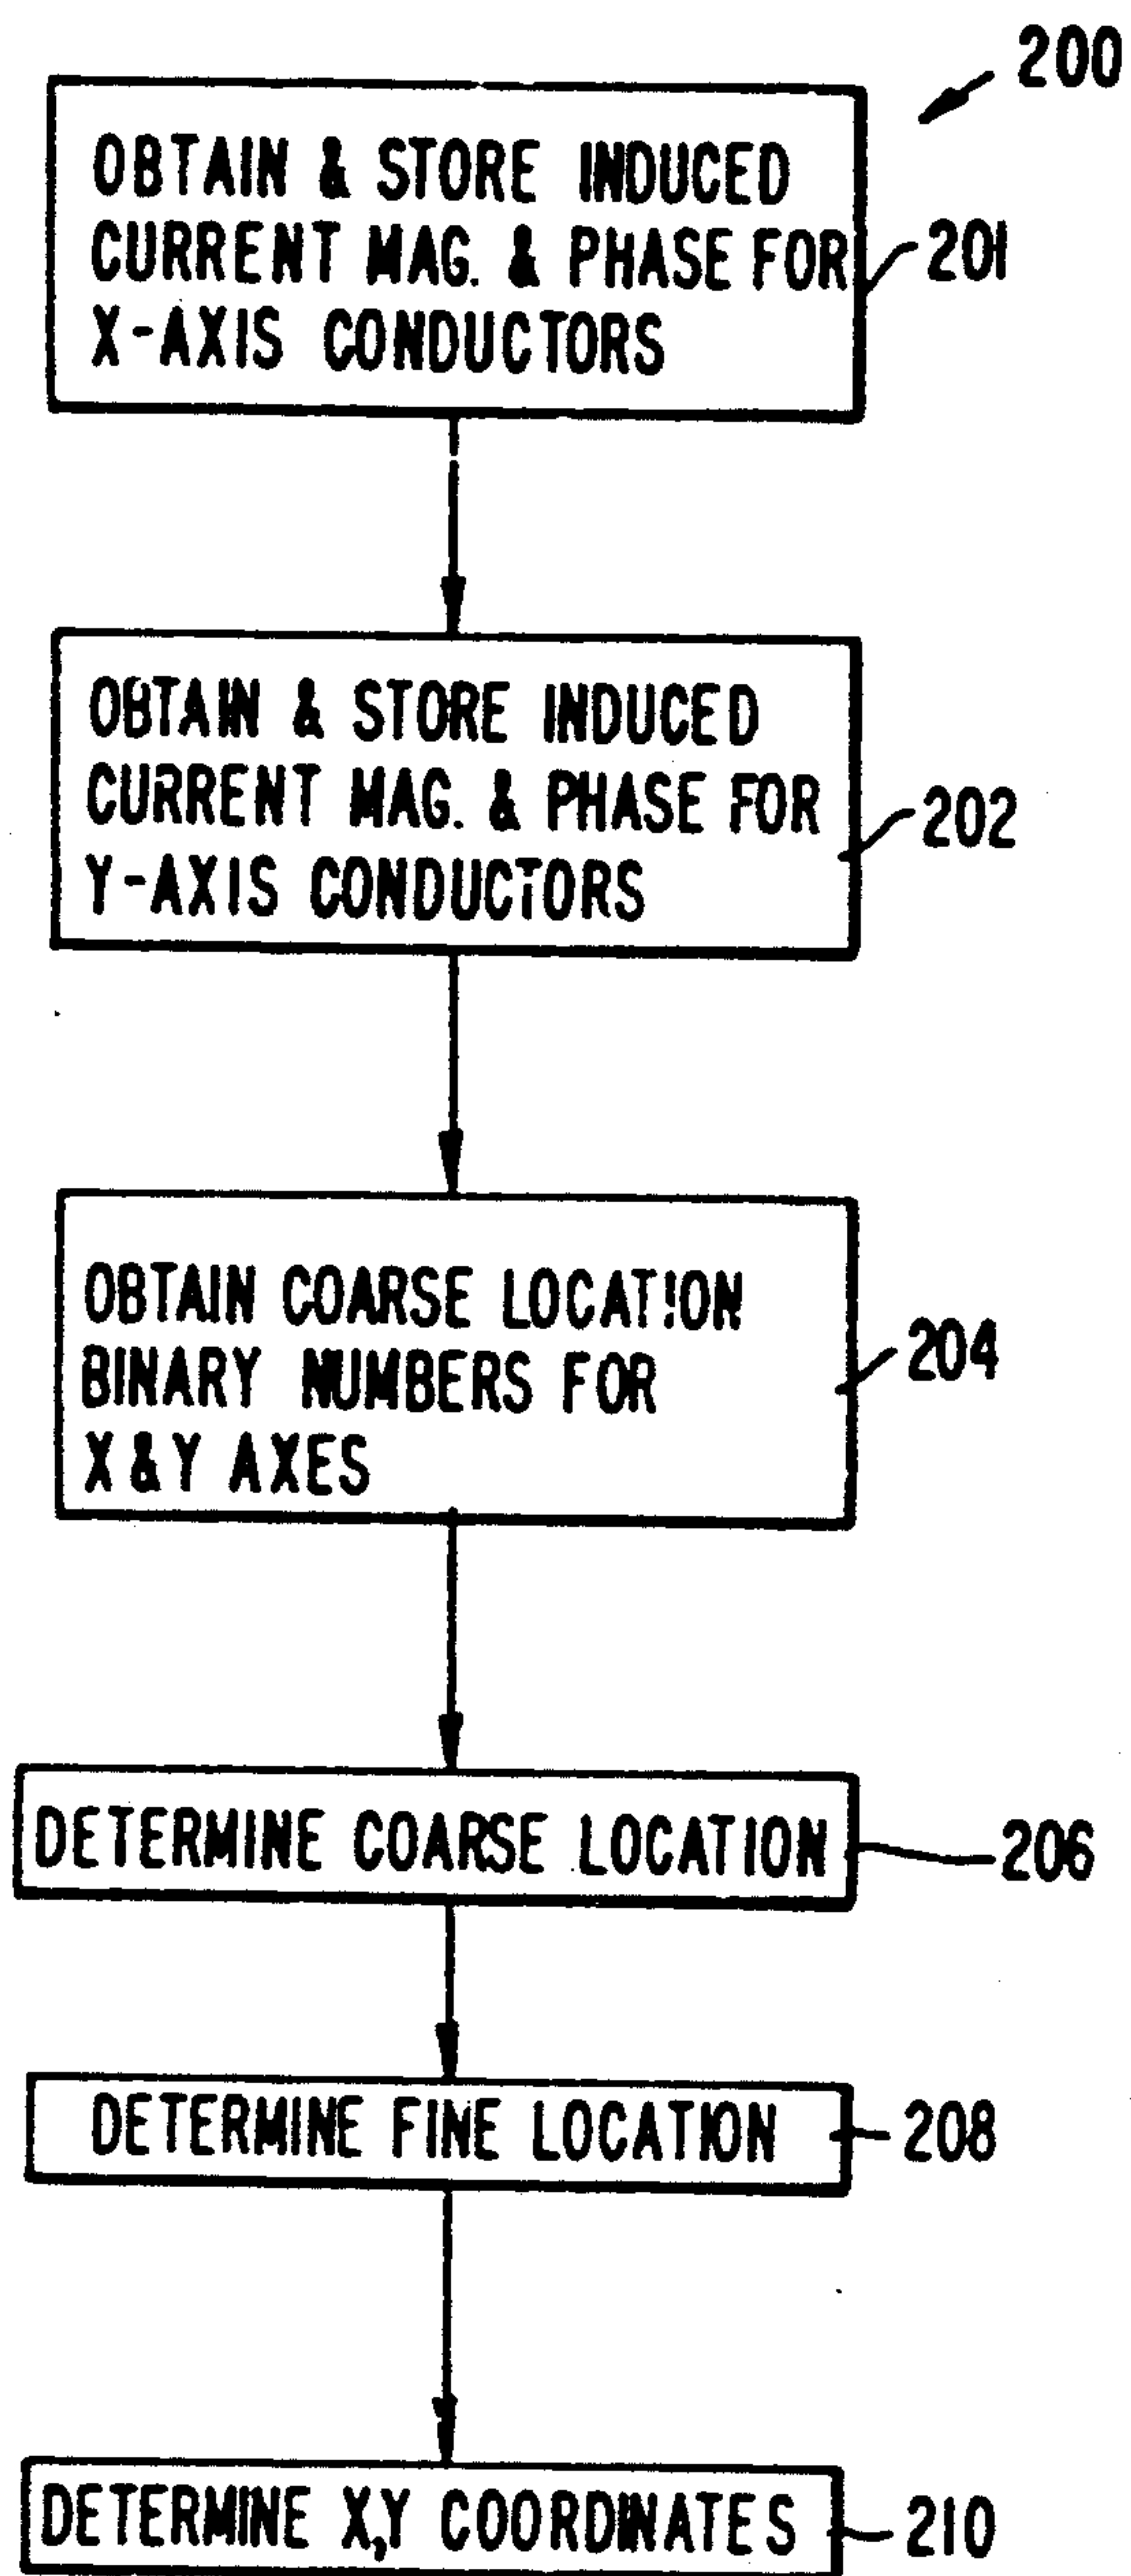 200
OBTAIN & STORE INDUCED
CURRENT MAG. & PHASE FOR
X-AXIS CONDUCTORS
201
OBTAIN & STORE INDUCED
CURRENT MAG. & PHASE FOR
Y-AXIS CONDUCTORS
202
OBTAIN COARSE LOCATION
BINARY NUMBERS FOR
X & Y AXES
204
DETERMINE COARSE LOCATION
206
DETERMINE FINE LOCATION
208
DETERMINE X,Y COORDINATES
210